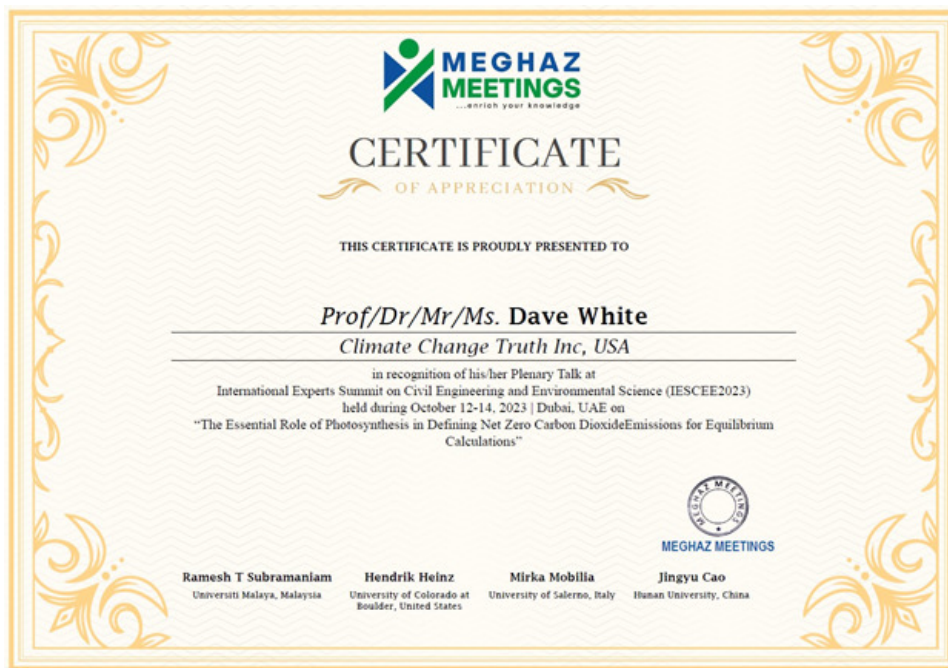 MEGHAZ
MEETINGS
...enrich your knowledge
CERTIFICATE
OF APPRECIATION
THIS CERTIFICATE IS PROUDLY PRESENTED TO
Prof/Dr/Mr/Ms. Dave White
Climate Change Truth Inc, USA
in recognition of his/her Plenary Talk at
International Experts Summit on Civil Engineering and Environmental Science (IESCEE2023)
held during October 12-14, 2023 | Dubai, UAE on
“The Essential Role of Photosynthesis in Defining Net Zero Carbon DioxideEmissions for Equilibrium
Calculations”
MEGHAZ MEETINGS
MEGHAZ MEETINGS
MEGHAZ MEETINGS
Ramesh T Subramaniam
Universiti Malaya, Malaysia
Hendrik Heinz
University of Colorado at
Boulder, United States
Mirka Mobilia
University of Salerno, Italy
Jingyu Cao
Hunan University, China